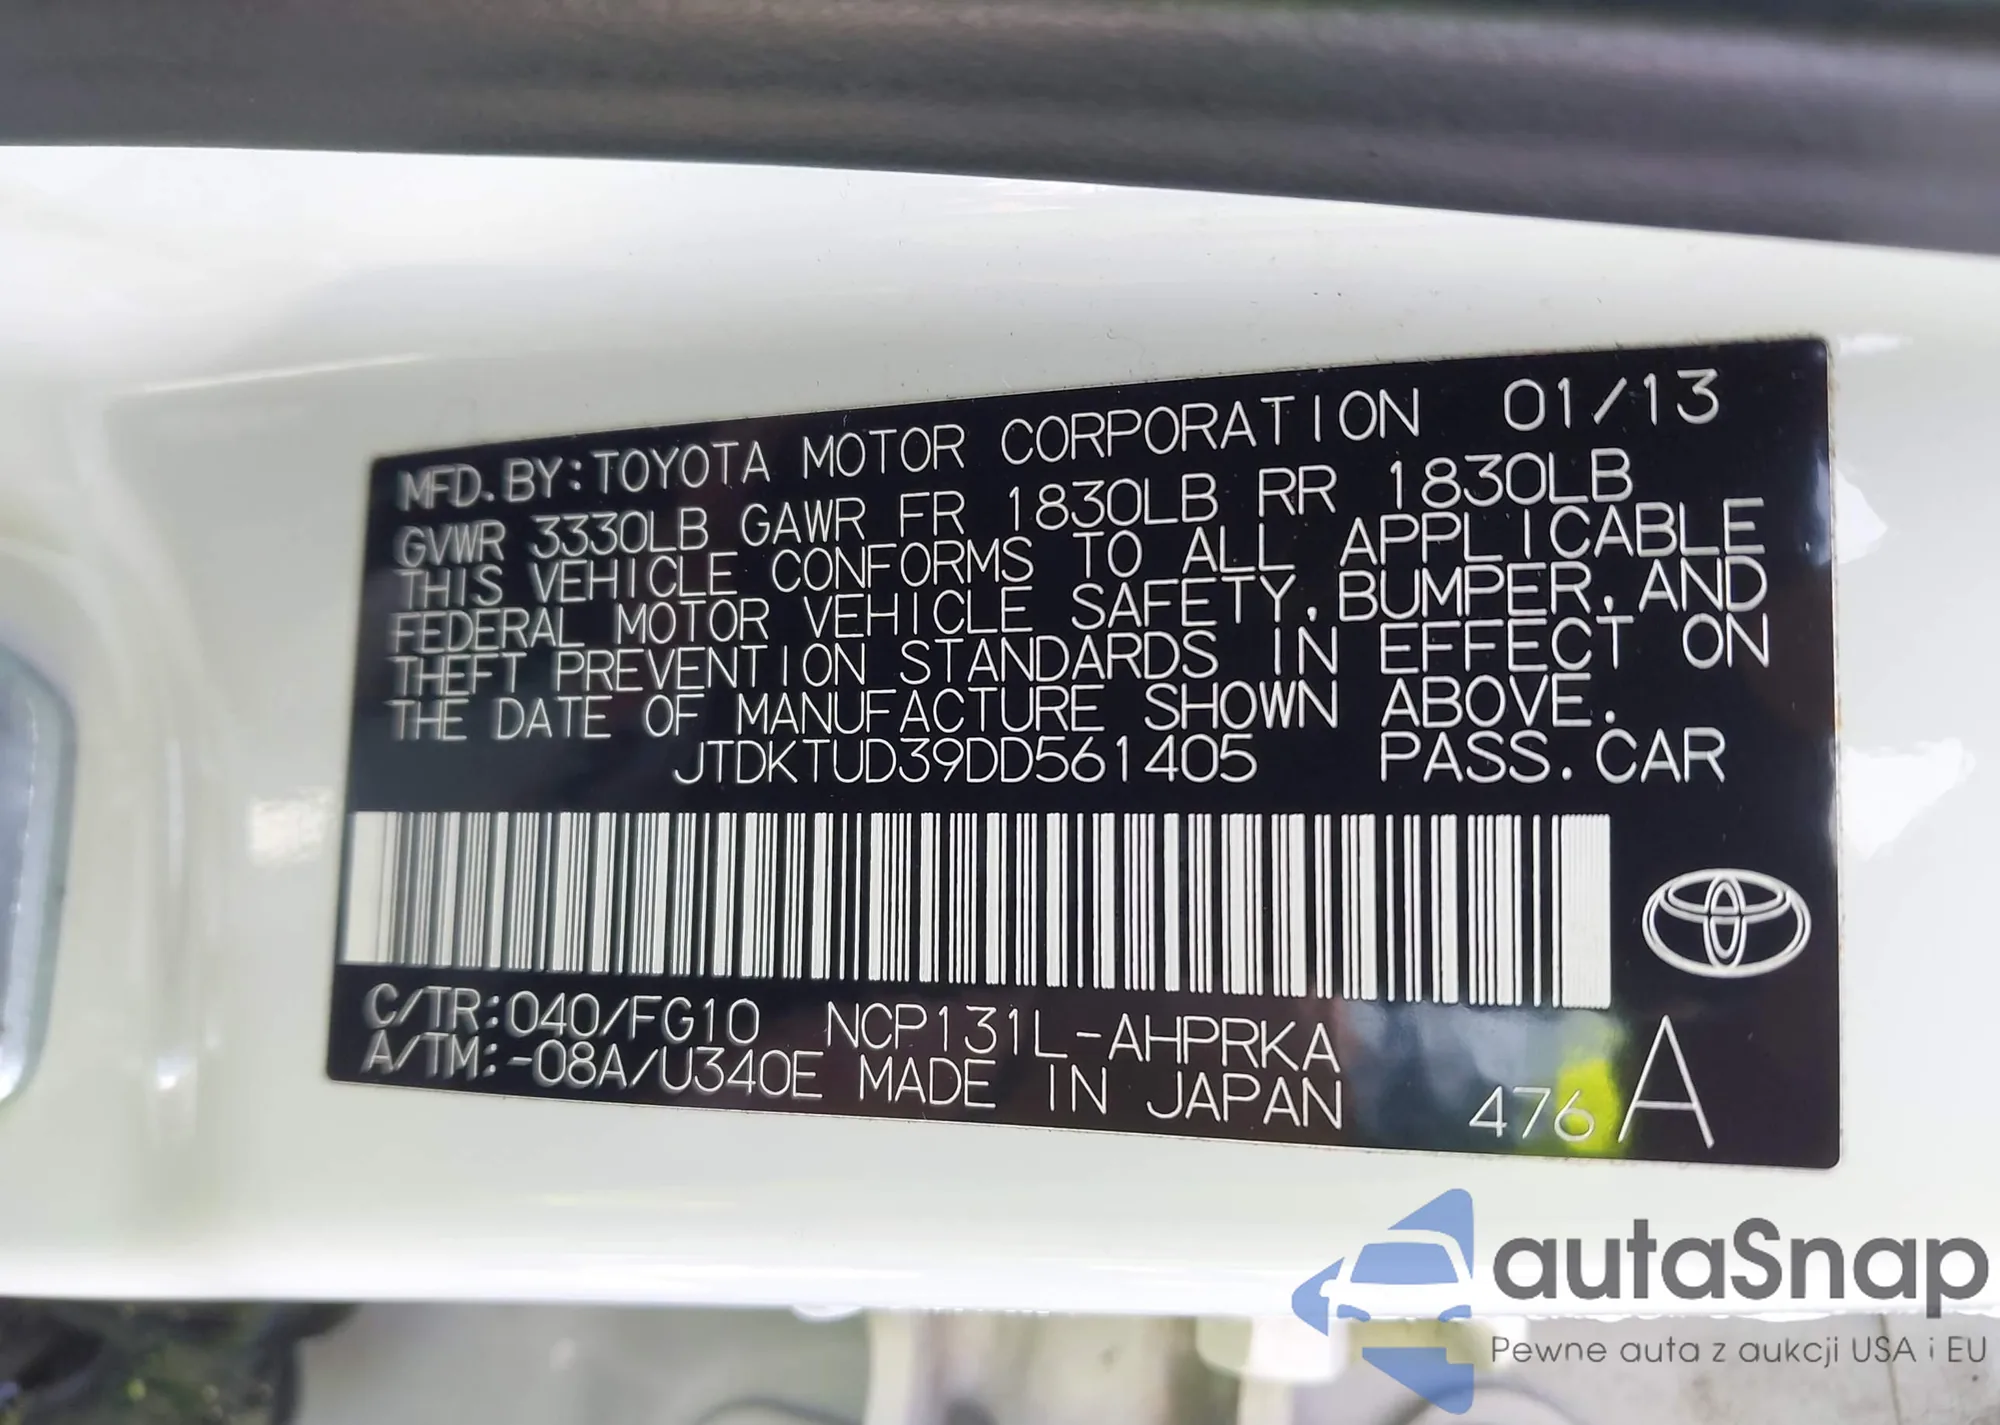 MFD. BY: TOYOTA MOTOR CORPORATION 01/13
GVWR 3330LB GAWR FR 1830LB RR 1830LB
THIS VEHICLE CONFORMS TO ALL APPLICABLE
FEDERAL MOTOR VEHICLE SAFETY, BUMPER, AND
THEFT PREVENTION STANDARDS IN EFFECT ON
THE DATE OF MANUFACTURE SHOWN ABOVE.
JTDKTUD39DD561405 PASS. CAR
C/TR: 040/FG10 NCP131L-AHPRKA
A/TM: -08A/U340E MADE IN JAPAN 476 A
autaSnap
Pewne auta z aukcji USA i EU